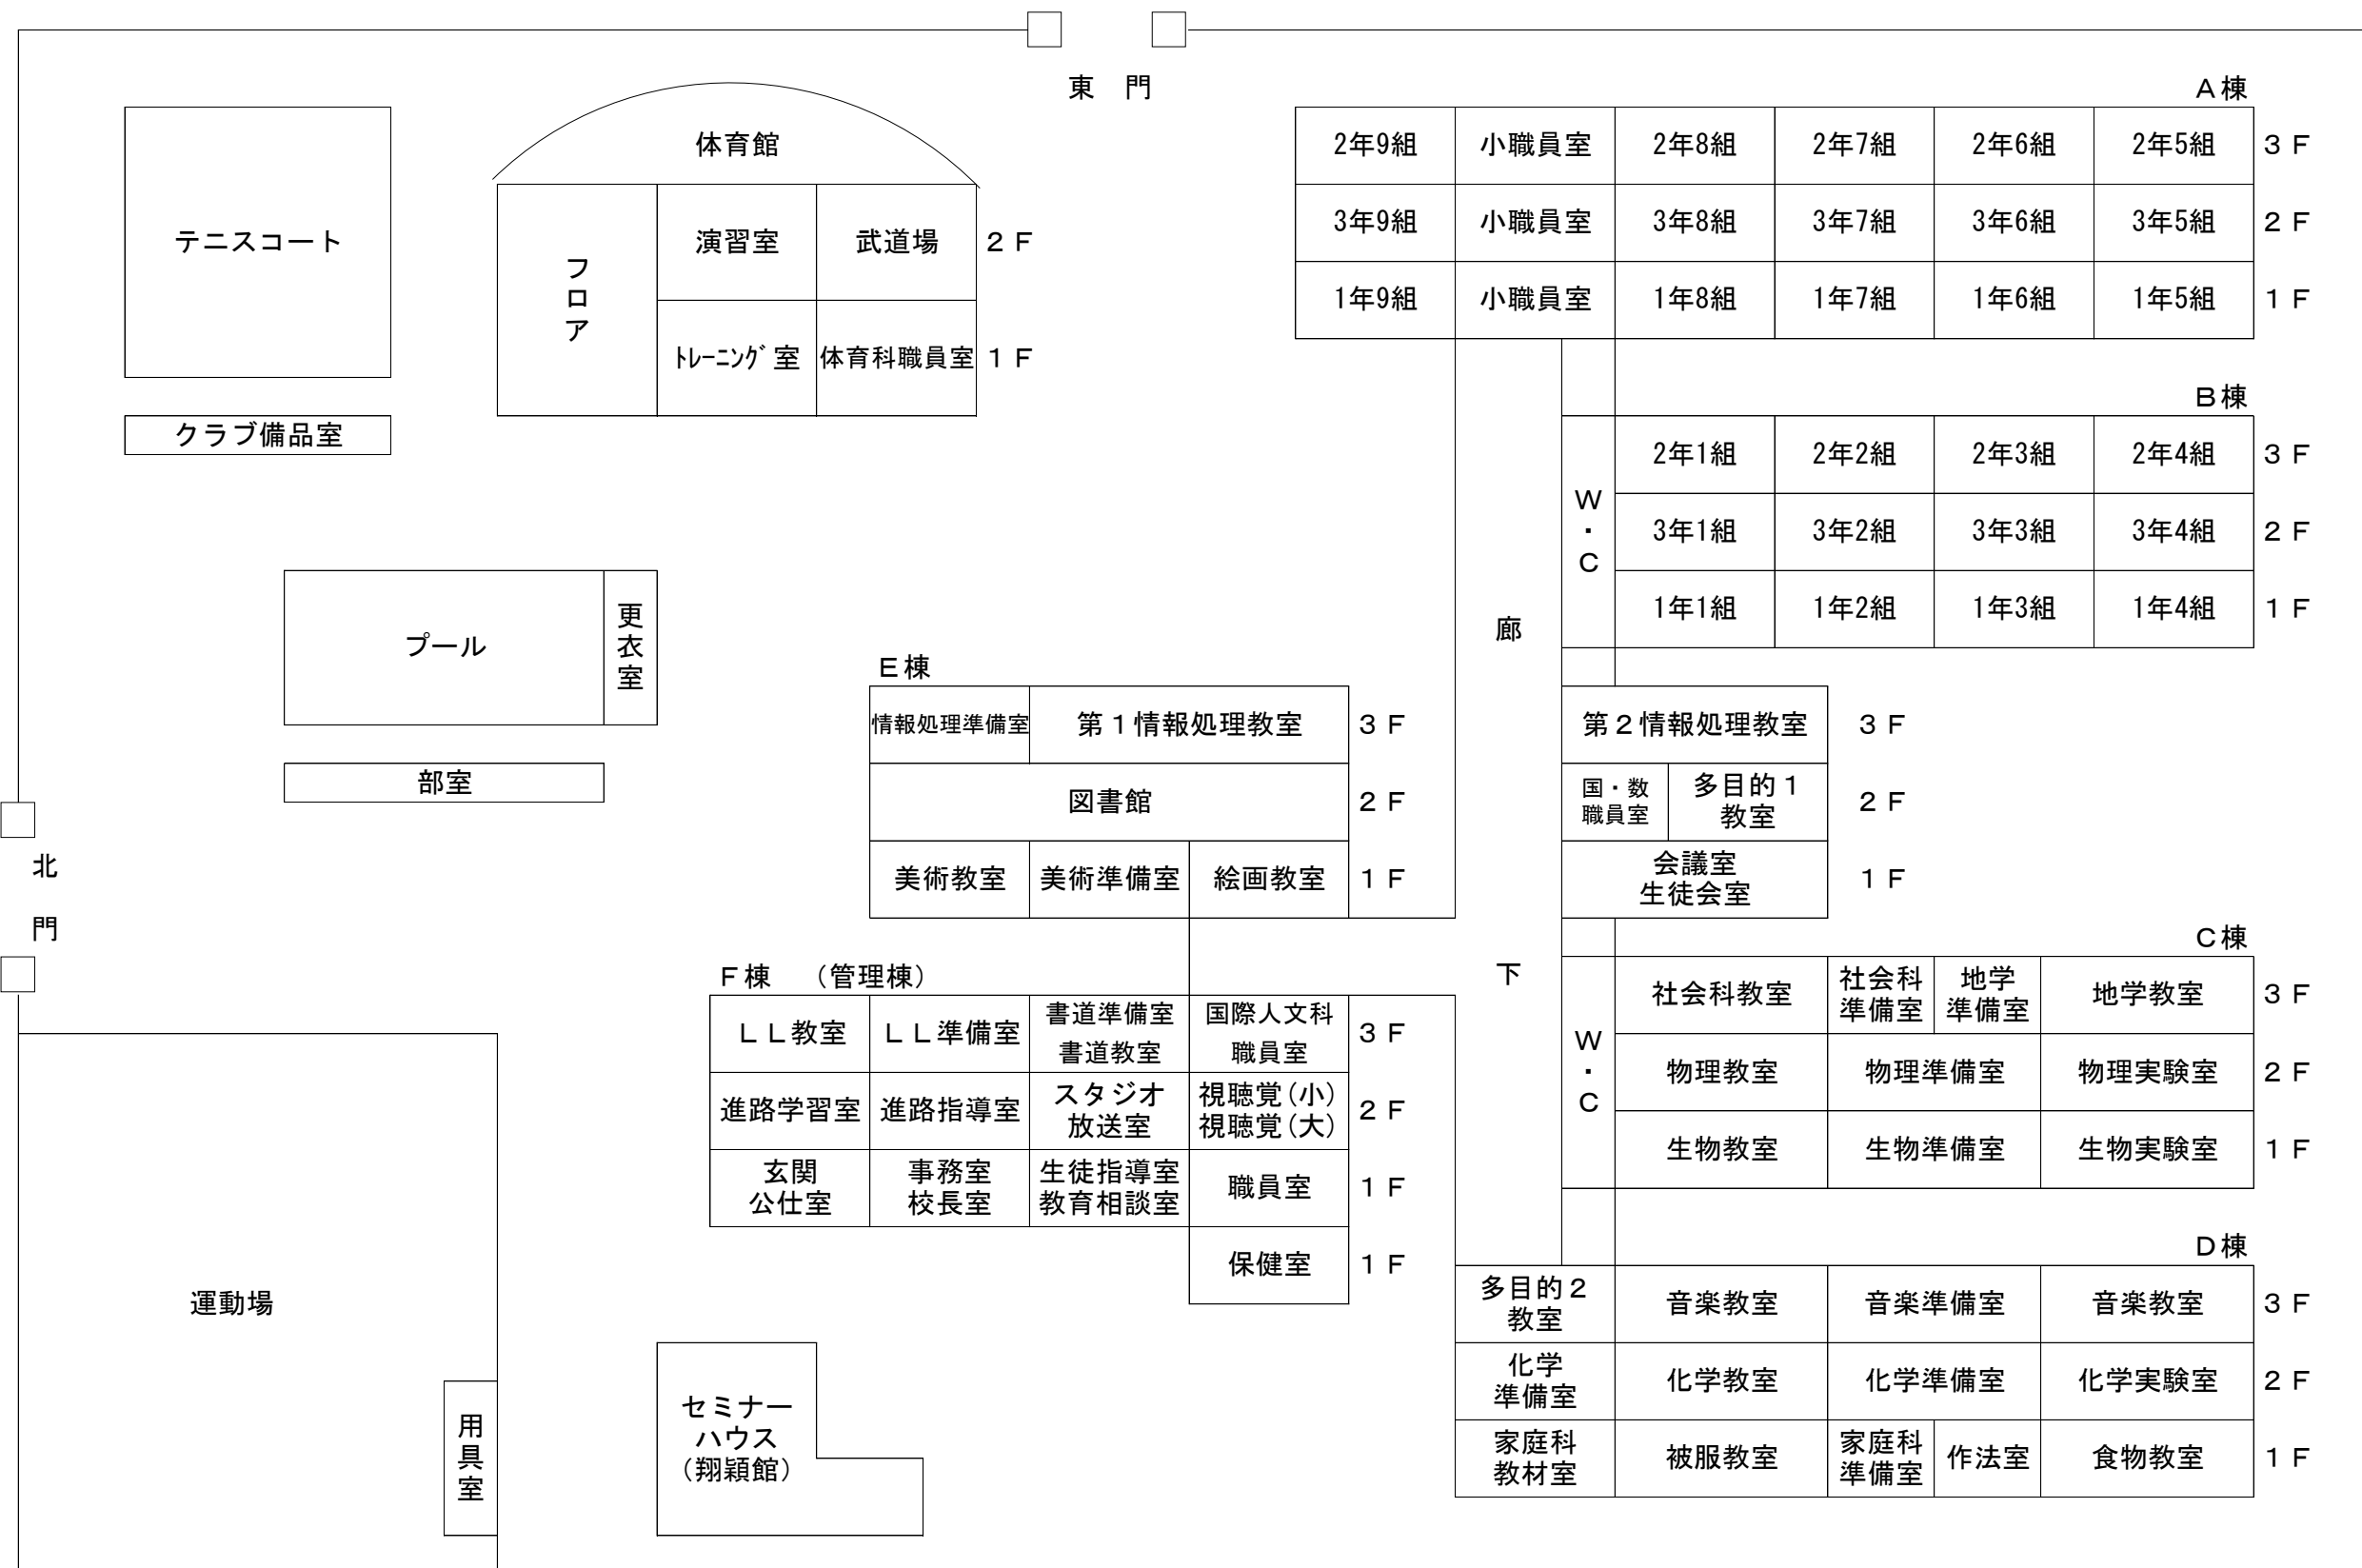 東 門
A棟
2年9組 小職員室 2年8組 2年7組 2年6組 2年5組 3F
3年9組 小職員室 3年8組 3年7組 3年6組 3年5組 2F
1年9組 小職員室 1年8組 1年7組 1年6組 1年5組 1F
テニスコート
クラブ備品室
体育館
フロア
演習室 武道場 2F
トレーニング室 体育科職員室 1F
B棟
W・C
2年1組 2年2組 2年3組 2年4組 3F
3年1組 3年2組 3年3組 3年4組 2F
1年1組 1年2組 1年3組 1年4組 1F
プール
更衣室
部室
廊下
E棟
情報処理準備室 第1情報処理教室 3F
図書館 2F
美術教室 美術準備室 絵画教室 1F
第2情報処理教室 3F
国・数
職員室
多目的1
教室
2F
会議室
生徒会室
1F
北門
F棟 (管理棟)
LL教室 LL準備室
書道準備室
書道教室
国際人文科
職員室
3F
進路学習室 進路指導室
スタジオ
放送室
視聴覚(小)
視聴覚(大)
2F
玄関
公仕室
事務室
校長室
生徒指導室
教育相談室
職員室 1F
保健室 1F
C棟
W・C
社会科教室
社会科
準備室
地学
準備室
地学教室 3F
物理教室 物理準備室 物理実験室 2F
生物教室 生物準備室 生物実験室 1F
D棟
多目的2
教室
音楽教室 音楽準備室 音楽教室 3F
化学
準備室
化学教室 化学準備室 化学実験室 2F
家庭科
教材室
被服教室
家庭科
準備室
作法室 食物教室 1F
運動場
用具室
セミナー
ハウス
(翔穎館)